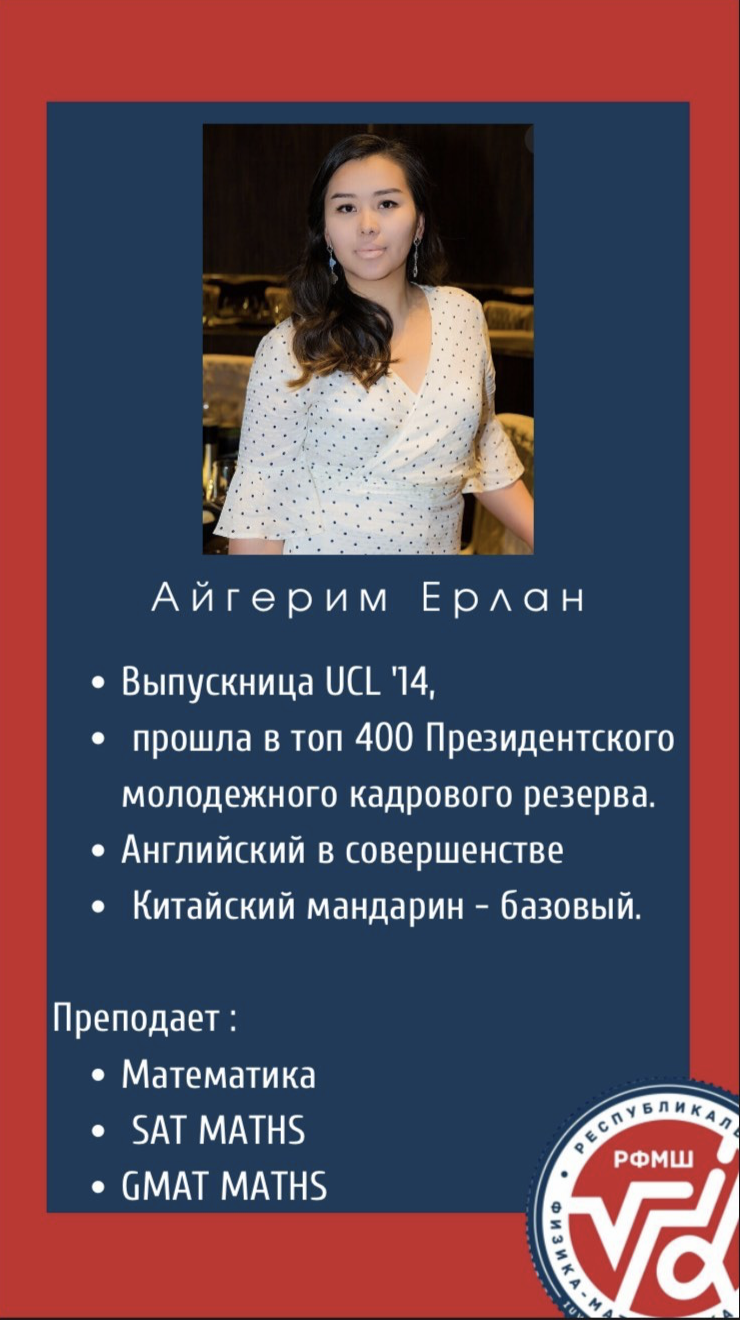 Айгерим Ерлан
• Выпускница UCL '14,
• прошла в топ 400 Президентского
молодежного кадрового резерва.
• Английский в совершенстве
• Китайский мандарин - базовый.
Преподает :
• Математика
• SAT MATHS
• GMAT MATHS
РФМШ